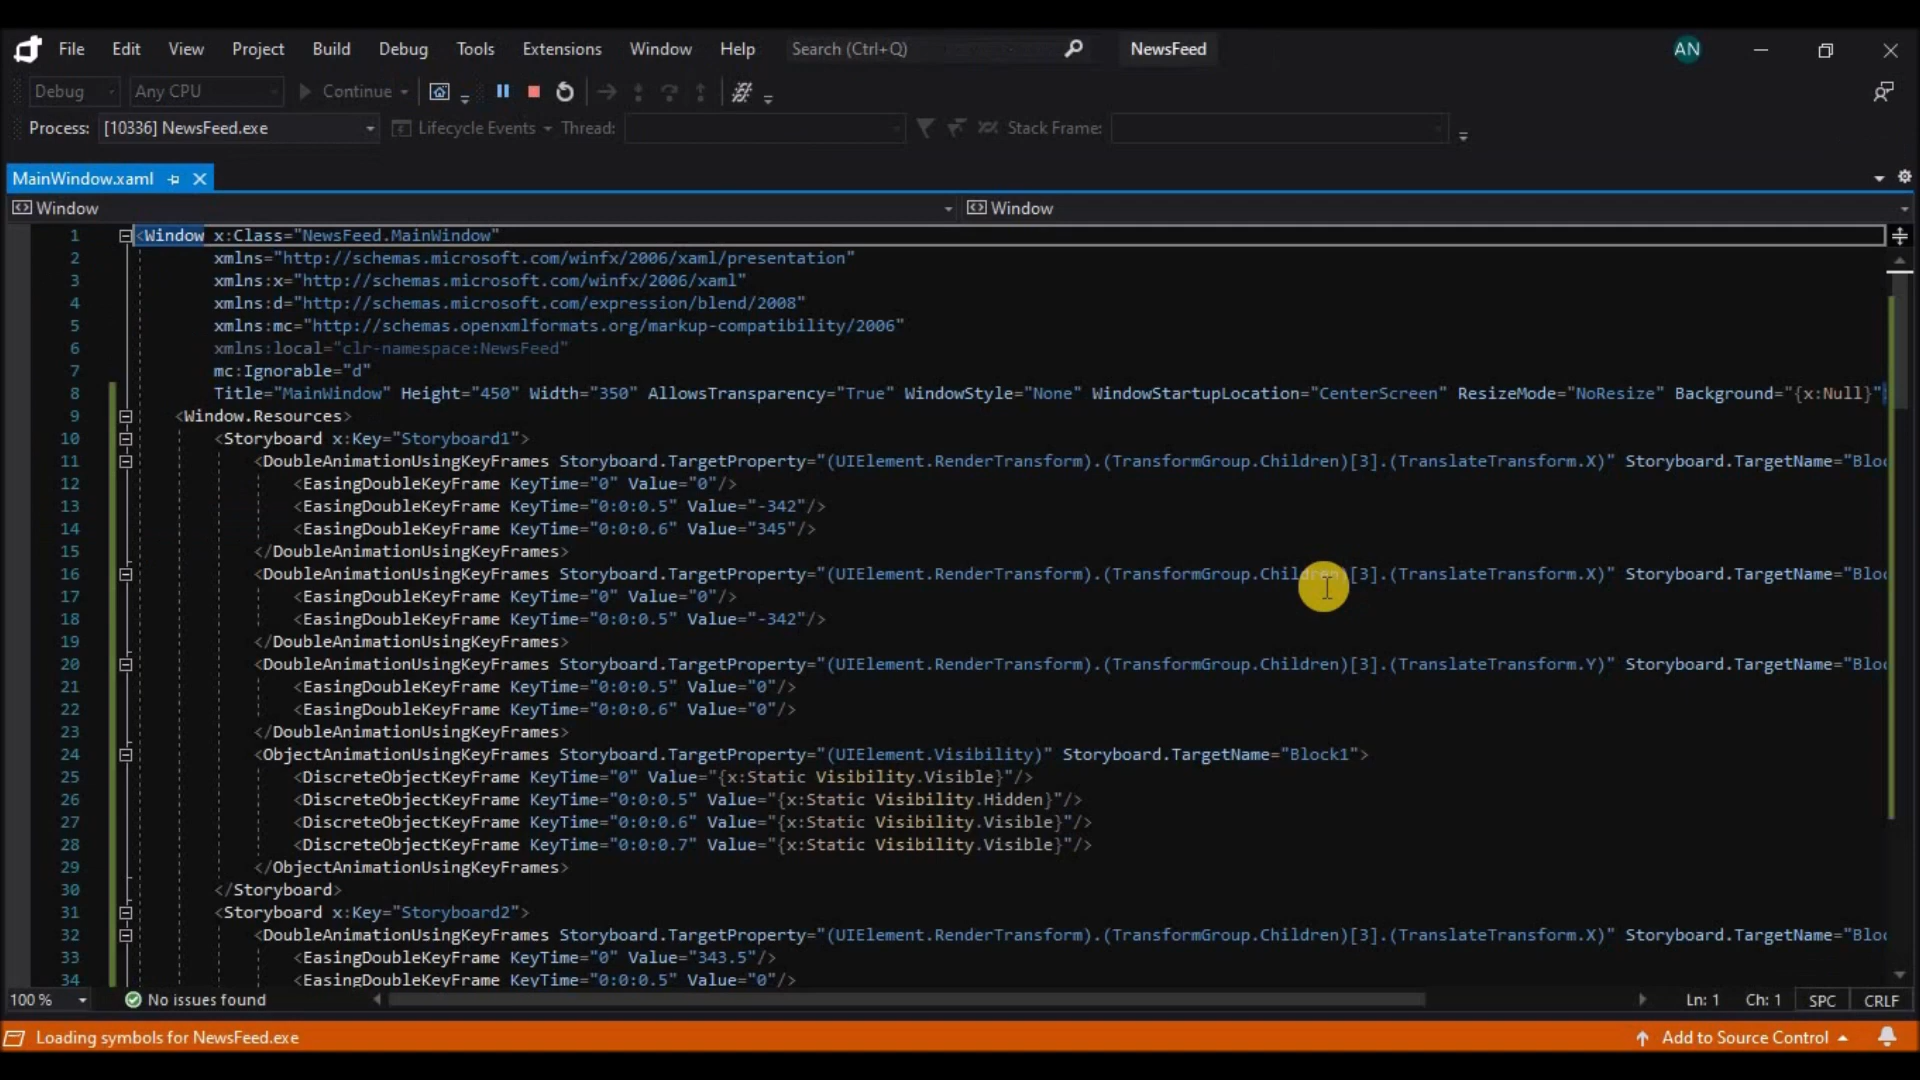 File Edit View Project Build Debug Tools Extensions Window Help Search (Ctrl+Q) NewsFeed AN
Debug Any CPU Continue
Process: [10336] NewsFeed.exe Lifecycle Events Thread: Stack Frame:
MainWindow.xaml
Window Window
1 <Window x:Class="NewsFeed.MainWindow"
2 xmlns="http://schemas.microsoft.com/winfx/2006/xaml/presentation"
3 xmlns:x="http://schemas.microsoft.com/winfx/2006/xaml"
4 xmlns:d="http://schemas.microsoft.com/expression/blend/2008"
5 xmlns:mc="http://schemas.openxmlformats.org/markup-compatibility/2006"
6 xmlns:local="clr-namespace:NewsFeed"
7 mc:Ignorable="d"
8 Title="MainWindow" Height="450" Width="350" AllowsTransparency="True" WindowStyle="None" WindowStartupLocation="CenterScreen" ResizeMode="NoResize" Background="{x:Null}"
9 <Window.Resources>
10 <Storyboard x:Key="Storyboard1">
11 <DoubleAnimationUsingKeyFrames Storyboard.TargetProperty="(UIElement.RenderTransform).(TransformGroup.Children)[3].(TranslateTransform.X)" Storyboard.TargetName="Bloc
12 <EasingDoubleKeyFrame KeyTime="0" Value="0"/>
13 <EasingDoubleKeyFrame KeyTime="0:0:0.5" Value="-342"/>
14 <EasingDoubleKeyFrame KeyTime="0:0:0.6" Value="345"/>
15 </DoubleAnimationUsingKeyFrames>
16 <DoubleAnimationUsingKeyFrames Storyboard.TargetProperty="(UIElement.RenderTransform).(TransformGroup.Children)[3].(TranslateTransform.X)" Storyboard.TargetName="Bloc
17 <EasingDoubleKeyFrame KeyTime="0" Value="0"/>
18 <EasingDoubleKeyFrame KeyTime="0:0:0.5" Value="-342"/>
19 </DoubleAnimationUsingKeyFrames>
20 <DoubleAnimationUsingKeyFrames Storyboard.TargetProperty="(UIElement.RenderTransform).(TransformGroup.Children)[3].(TranslateTransform.Y)" Storyboard.TargetName="Bloc
21 <EasingDoubleKeyFrame KeyTime="0:0:0.5" Value="0"/>
22 <EasingDoubleKeyFrame KeyTime="0:0:0.6" Value="0"/>
23 </DoubleAnimationUsingKeyFrames>
24 <ObjectAnimationUsingKeyFrames Storyboard.TargetProperty="(UIElement.Visibility)" Storyboard.TargetName="Block1">
25 <DiscreteObjectKeyFrame KeyTime="0" Value="{x:Static Visibility.Visible}"/>
26 <DiscreteObjectKeyFrame KeyTime="0:0:0.5" Value="{x:Static Visibility.Hidden}"/>
27 <DiscreteObjectKeyFrame KeyTime="0:0:0.6" Value="{x:Static Visibility.Visible}"/>
28 <DiscreteObjectKeyFrame KeyTime="0:0:0.7" Value="{x:Static Visibility.Visible}"/>
29 </ObjectAnimationUsingKeyFrames>
30 </Storyboard>
31 <Storyboard x:Key="Storyboard2">
32 <DoubleAnimationUsingKeyFrames Storyboard.TargetProperty="(UIElement.RenderTransform).(TransformGroup.Children)[3].(TranslateTransform.X)" Storyboard.TargetName="Bloc
33 <EasingDoubleKeyFrame KeyTime="0" Value="343.5"/>
34 <EasingDoubleKeyFrame KeyTime="0:0:0.5" Value="0"/>
100 % No issues found Ln: 1 Ch: 1 SPC CRLF
Loading symbols for NewsFeed.exe Add to Source Control